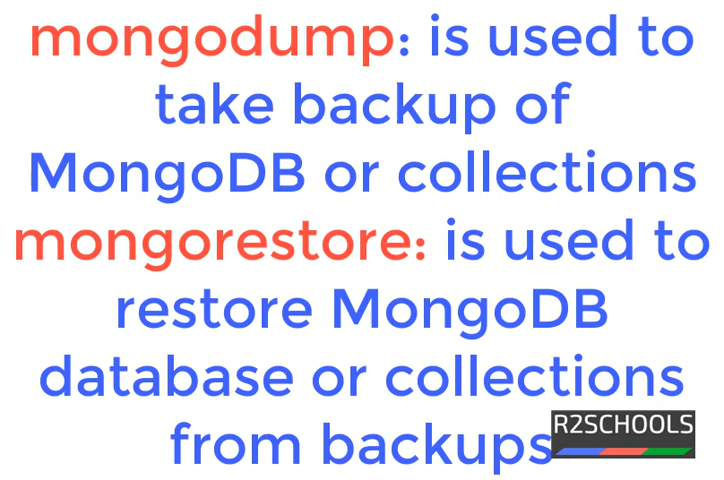 mongodump: is used to
take backup of
MongoDB or collections
mongorestore: is used to
restore MongoDB
database or collections
from backups
R2SCHOOLS